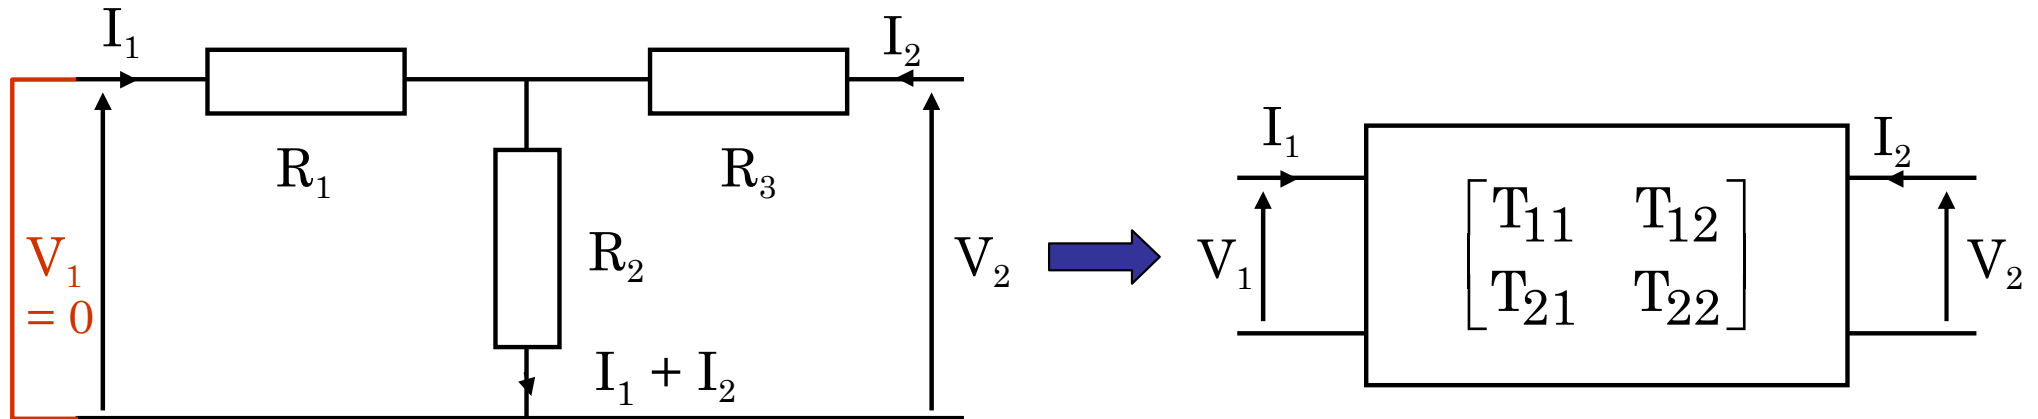 I₁
I₂
R₁
R₃
V₁
= 0
R₂
V₂
I₁ + I₂
I₁
I₂
V₁
T₁₁ T₁₂
T₂₁ T₂₂
V₂